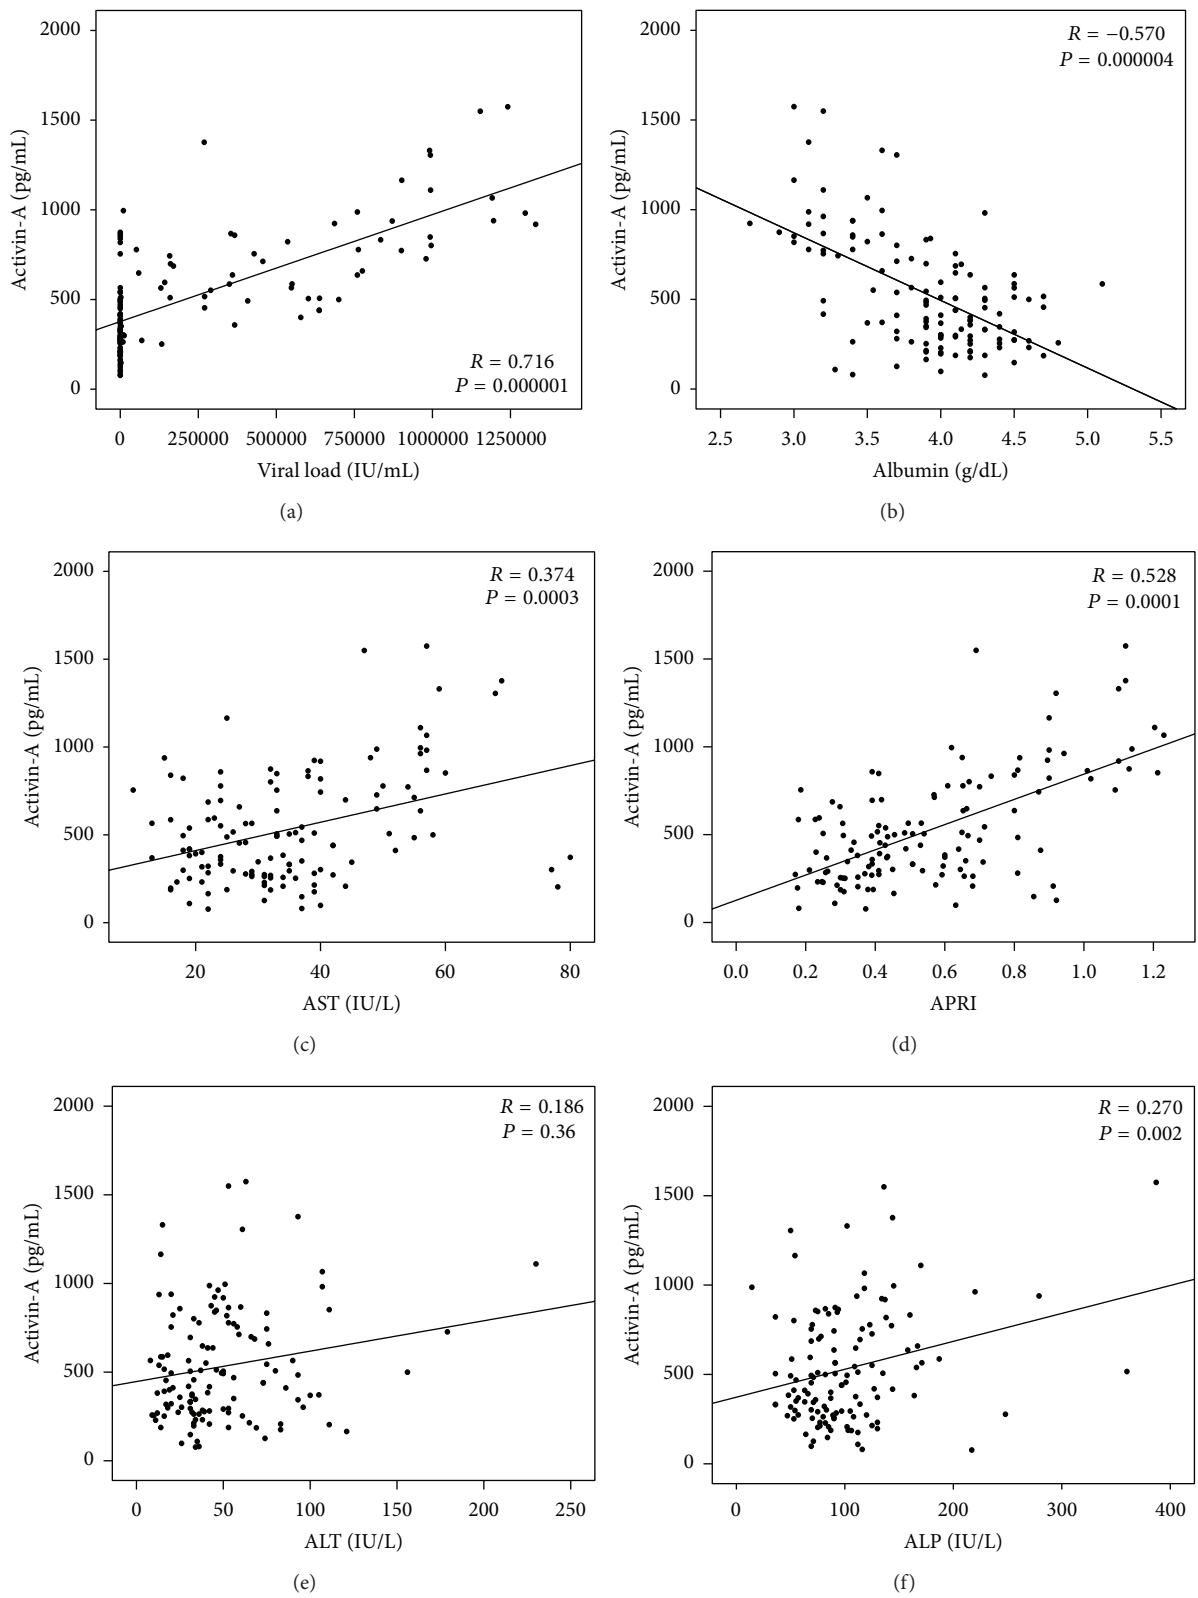 2000
1500
1000
500
0
Activin-A (pg/mL)
R = 0.716
P = 0.000001
0 250000 500000 750000 1000000 1250000
Viral load (IU/mL)
(a)
2000
1500
1000
500
0
Activin-A (pg/mL)
R = −0.570
P = 0.000004
2.5 3.0 3.5 4.0 4.5 5.0 5.5
Albumin (g/dL)
(b)
2000
1500
1000
500
0
Activin-A (pg/mL)
R = 0.374
P = 0.0003
20 40 60 80
AST (IU/L)
(c)
2000
1500
1000
500
0
Activin-A (pg/mL)
R = 0.528
P = 0.0001
0.0 0.2 0.4 0.6 0.8 1.0 1.2
APRI
(d)
2000
1500
1000
500
0
Activin-A (pg/mL)
R = 0.186
P = 0.36
0 50 100 150 200 250
ALT (IU/L)
(e)
2000
1500
1000
500
0
Activin-A (pg/mL)
R = 0.270
P = 0.002
0 100 200 300 400
ALP (IU/L)
(f)